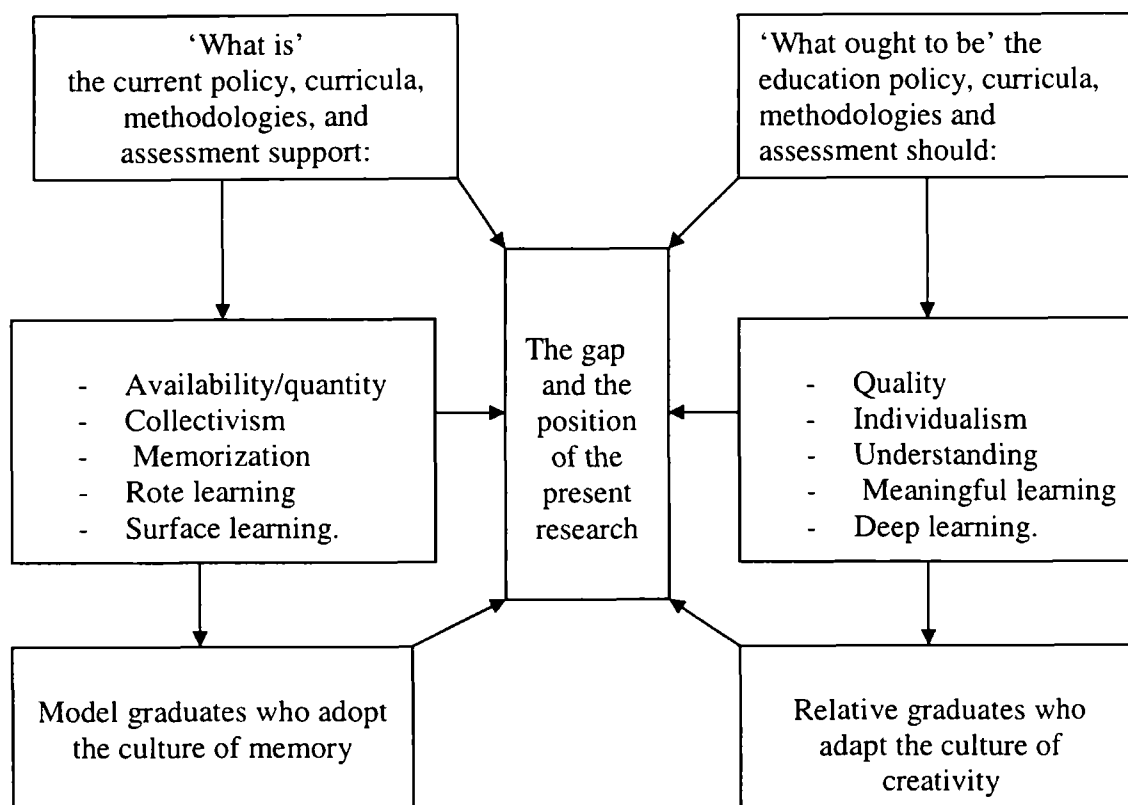 ‘What is’
the current policy, curricula,
methodologies, and
assessment support:
‘What ought to be’ the
education policy, curricula,
methodologies and
assessment should:
- Availability/quantity
- Collectivism
- Memorization
- Rote learning
- Surface learning.
The gap
and the
position
of the
present
research
- Quality
- Individualism
- Understanding
- Meaningful learning
- Deep learning.
Model graduates who adopt
the culture of memory
Relative graduates who
adapt the culture of
creativity